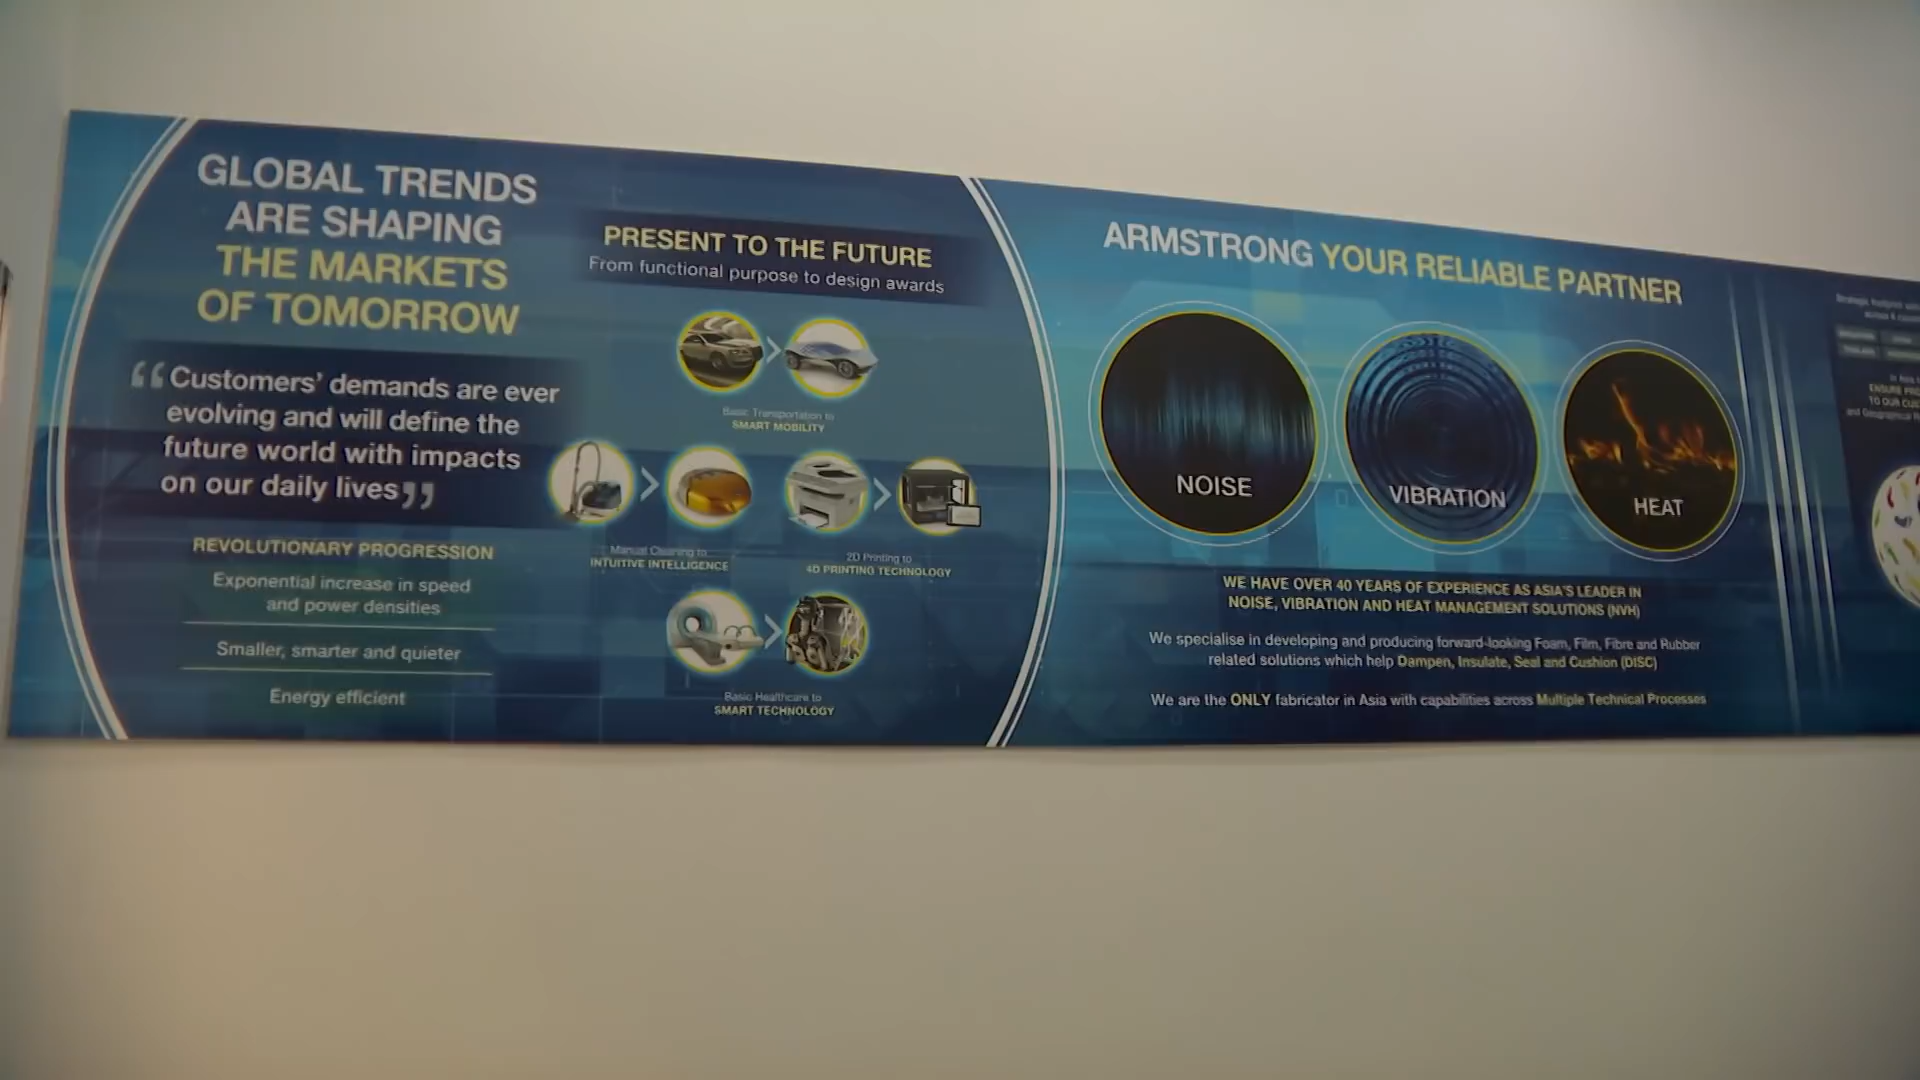 GLOBAL TRENDS
ARE SHAPING
THE MARKETS
OF TOMORROW
“Customers’ demands are ever
evolving and will define the
future world with impacts
on our daily lives”
REVOLUTIONARY PROGRESSION
Exponential increase in speed
and power densities
Smaller, smarter and quieter
Energy efficient
PRESENT TO THE FUTURE
From functional purpose to design awards
Basic Transportation to
SMART MOBILITY
Manual Cleaning to
INTUITIVE INTELLIGENCE
2D Printing to
4D PRINTING TECHNOLOGY
Basic Healthcare to
SMART TECHNOLOGY
ARMSTRONG YOUR RELIABLE PARTNER
NOISE
VIBRATION
HEAT
WE HAVE OVER 40 YEARS OF EXPERIENCE AS ASIA'S LEADER IN
NOISE, VIBRATION AND HEAT MANAGEMENT SOLUTIONS (NVH)
We specialise in developing and producing forward-looking Foam, Film, Fibre and Rubber
related solutions which help Dampen, Insulate, Seal and Cushion (DISC)
We are the ONLY fabricator in Asia with capabilities across Multiple Technical Processes
ENSURE
TO OUR